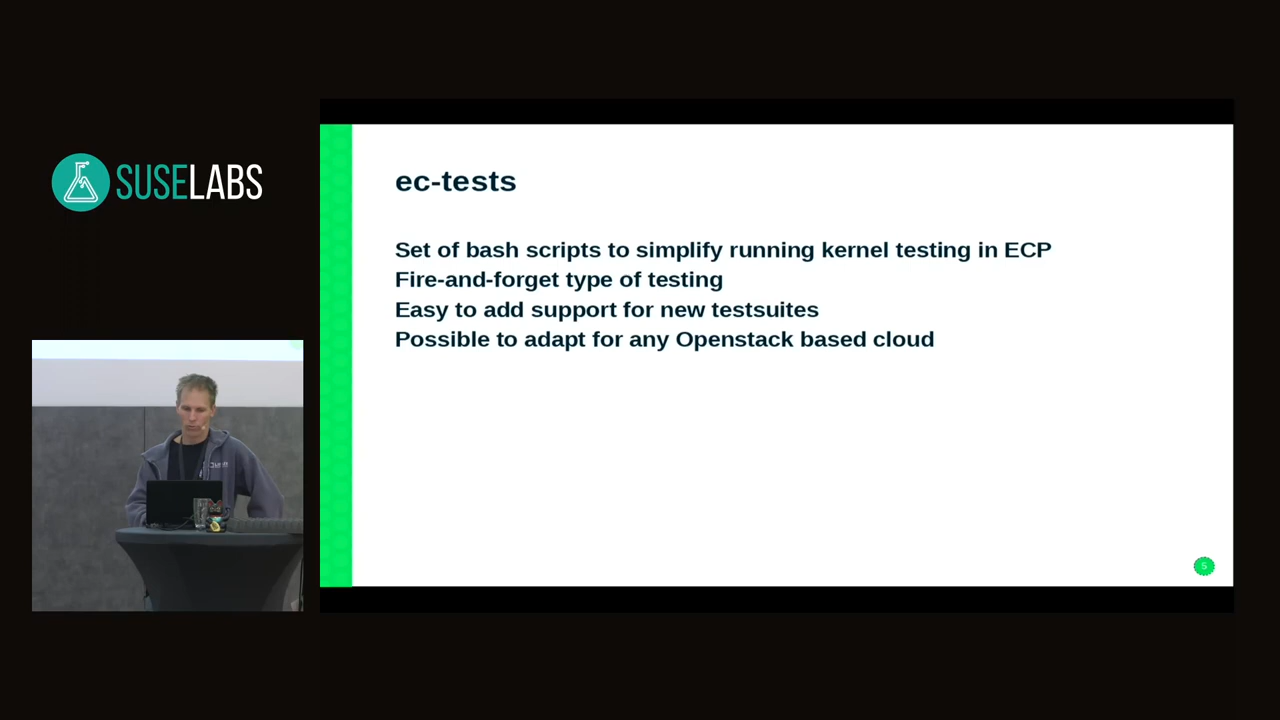 SUSELABS
ec-tests
Set of bash scripts to simplify running kernel testing in ECP
Fire-and-forget type of testing
Easy to add support for new testsuites
Possible to adapt for any Openstack based cloud
5